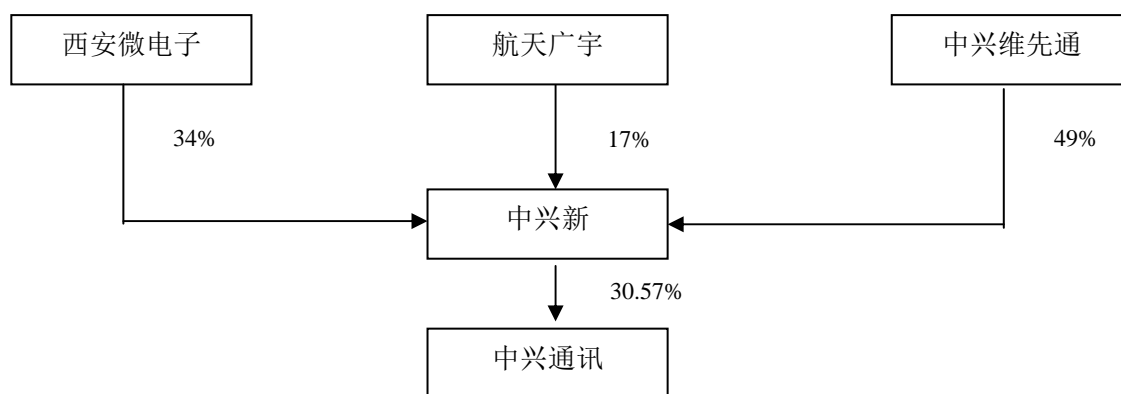 西安微电子
航天广宇
中兴维先通
34%
17%
49%
中兴新
30.57%
中兴通讯